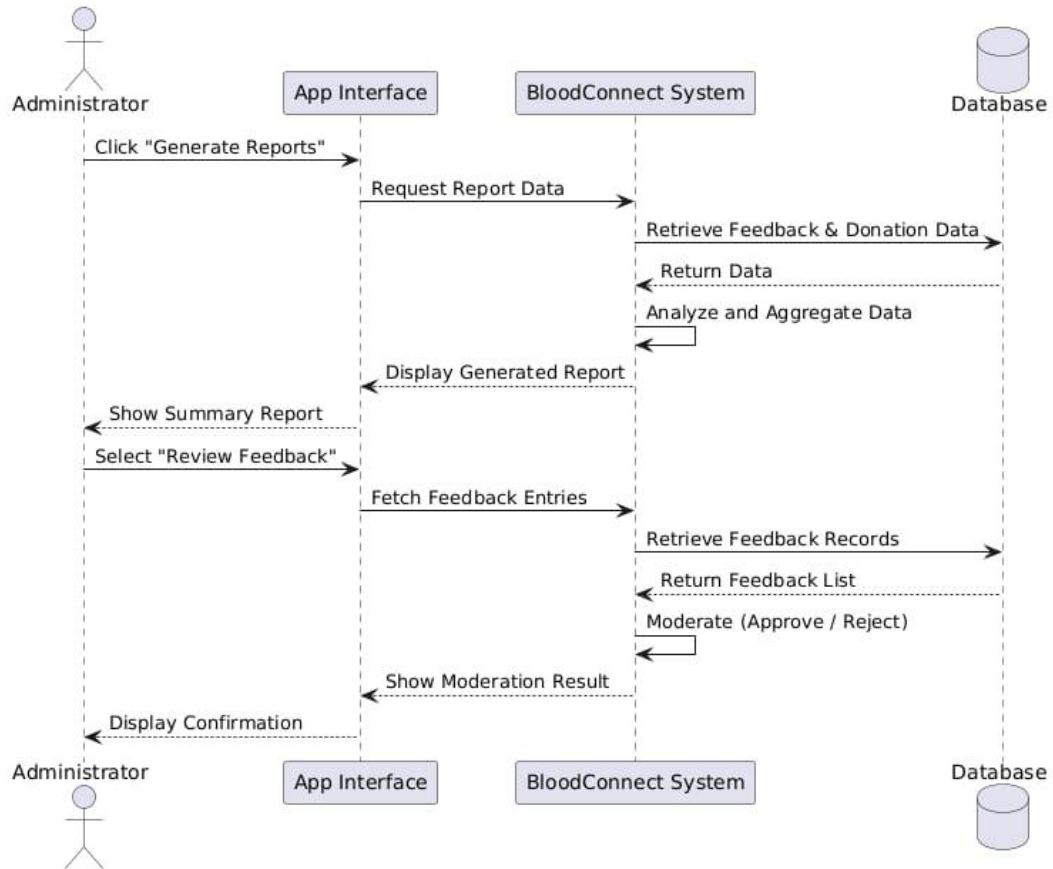 Administrator
App Interface
BloodConnect System
Database
Click "Generate Reports"
Request Report Data
Retrieve Feedback & Donation Data
Return Data
Analyze and Aggregate Data
Display Generated Report
Show Summary Report
Select "Review Feedback"
Fetch Feedback Entries
Retrieve Feedback Records
Return Feedback List
Moderate (Approve / Reject)
Show Moderation Result
Display Confirmation
Administrator
App Interface
BloodConnect System
Database